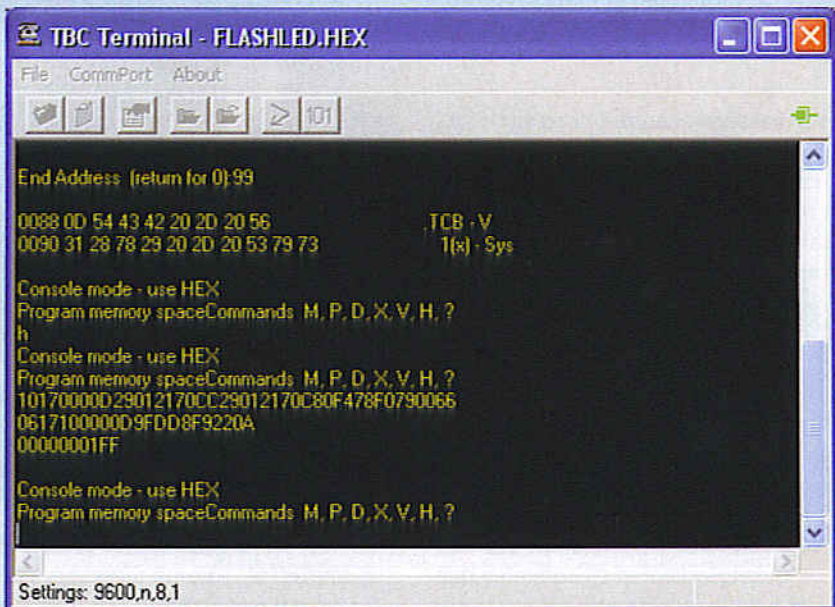 TBC Terminal - FLASHLED.HEX
File CommPort About
101
End Address (return for 0):99
0088 0D 54 43 42 20 2D 20 56 .TCB - V
0090 31 28 78 29 20 2D 20 53 79 73 1(x) - Sys
Console mode - use HEX
Program memory spaceCommands M, P, D, X, V, H, ?
h
Console mode - use HEX
Program memory spaceCommands M, P, D, X, V, H, ?
10170000D29012170CC29012170C80F478F0790066
0617100000D9FDD8F9220A
00000001FF
Console mode - use HEX
Program memory spaceCommands M, P, D, X, V, H, ?
Settings: 9600,n,8,1